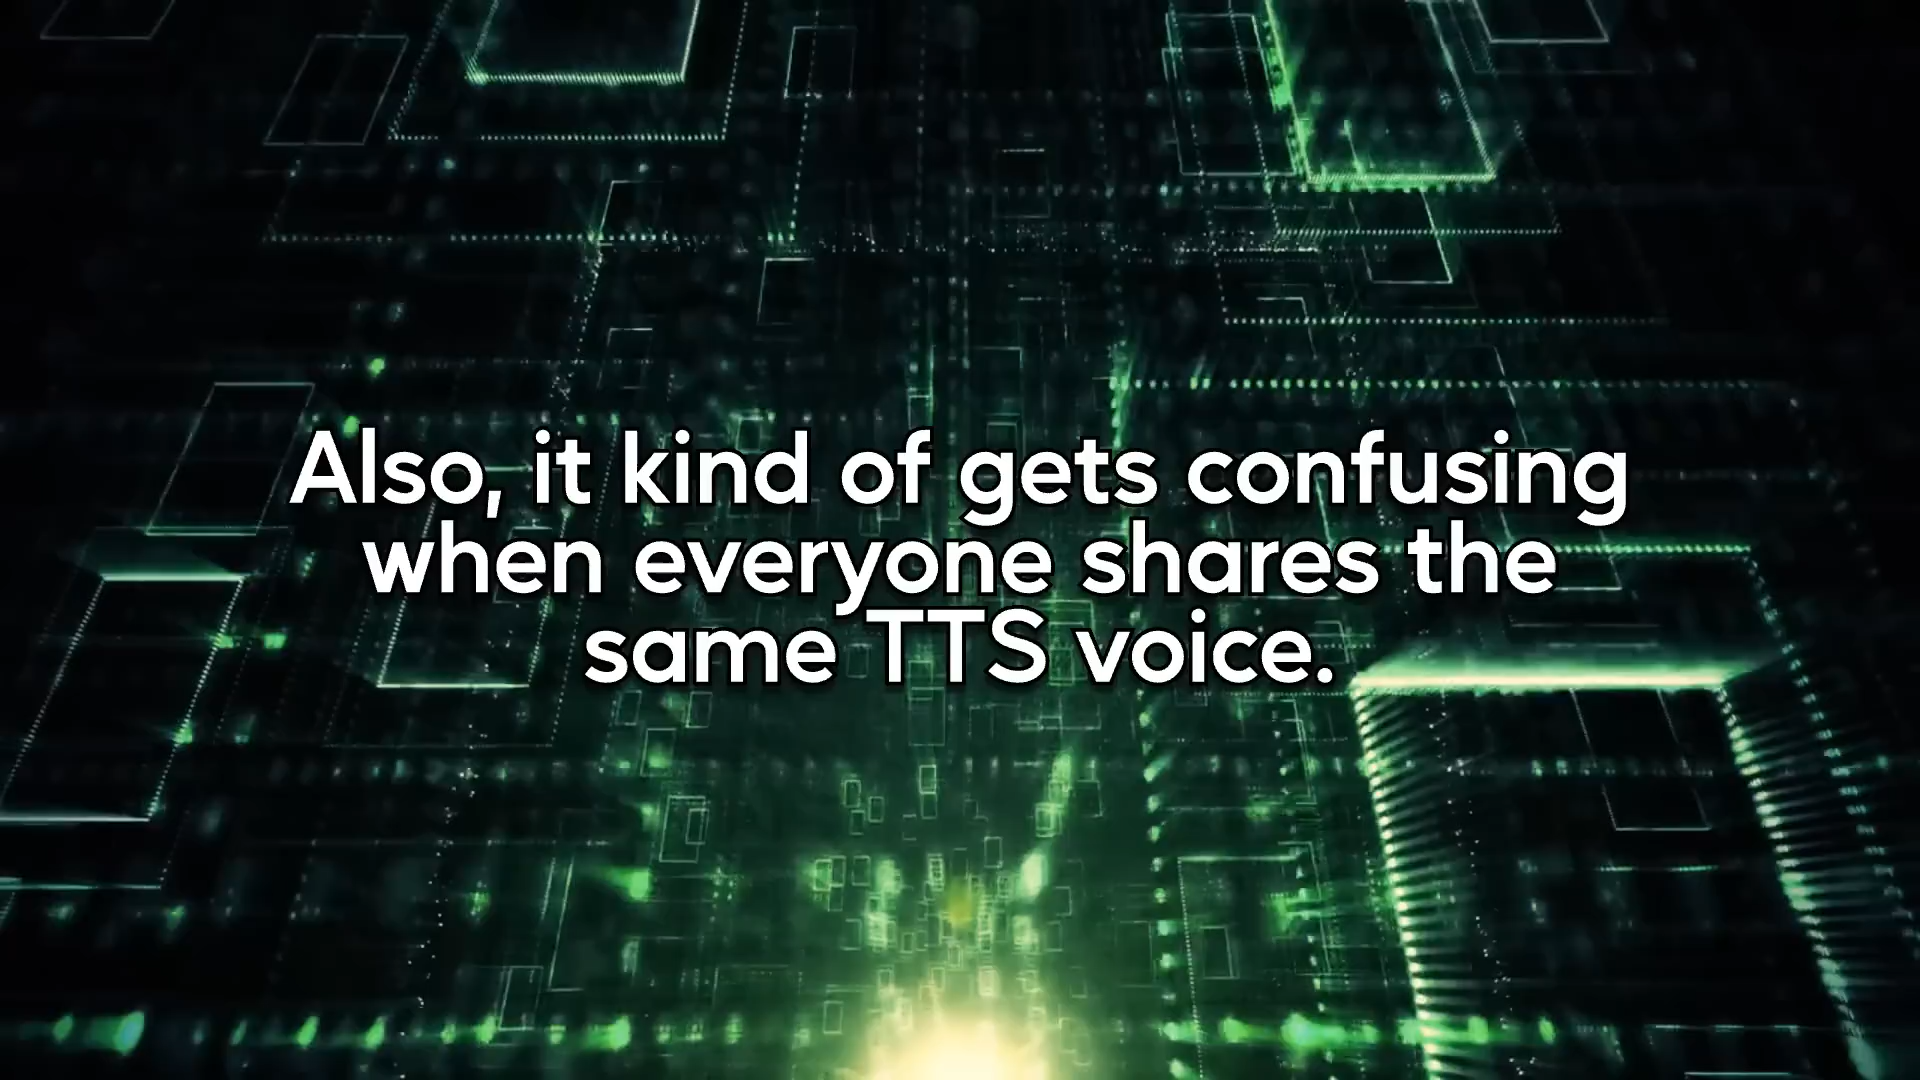 Also, it kind of gets confusing
when everyone shares the
same TTS voice.